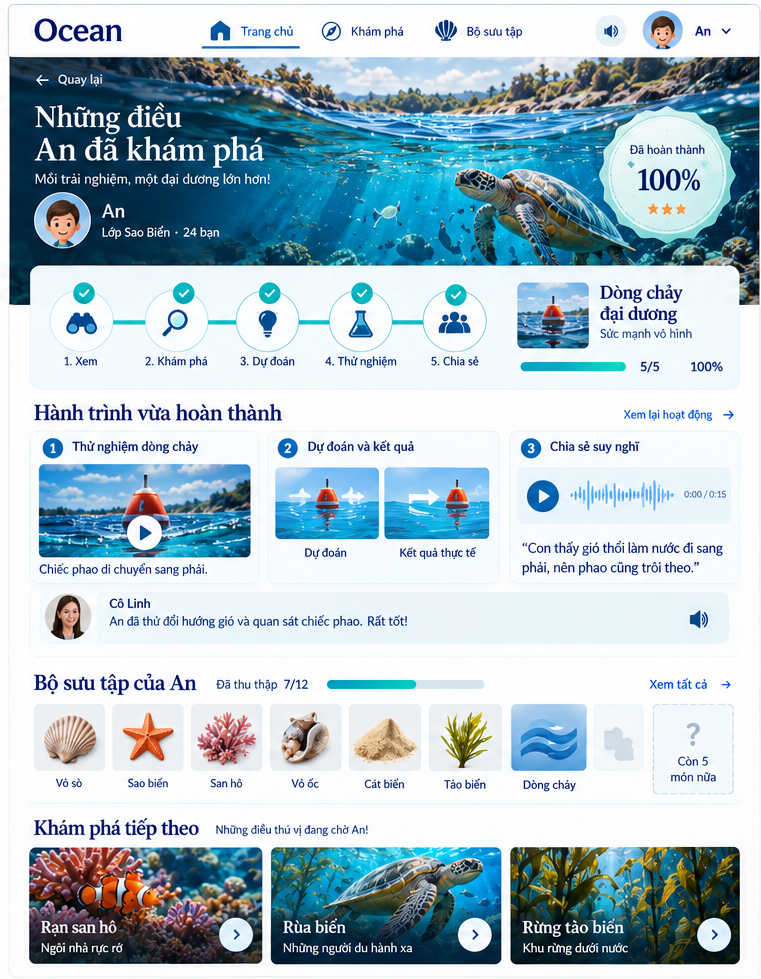 Ocean
Trang chủ
Khám phá
Bộ sưu tập
An
Quay lại
Những điều
An đã khám phá
Mỗi trải nghiệm, một đại dương lớn hơn!
An
Lớp Sao Biển · 24 bạn
Đã hoàn thành
100%
1. Xem
2. Khám phá
3. Dự đoán
4. Thử nghiệm
5. Chia sẻ
Dòng chảy
đại dương
Sức mạnh vô hình
5/5
100%
Hành trình vừa hoàn thành
Xem lại hoạt động
1 Thử nghiệm dòng chảy
Chiếc phao di chuyển sang phải.
2 Dự đoán và kết quả
Dự đoán
Kết quả thực tế
3 Chia sẻ suy nghĩ
0:00 / 0:15
“Con thấy gió thổi làm nước đi sang
phải, nên phao cũng trôi theo.”
Cô Linh
An đã thử đổi hướng gió và quan sát chiếc phao. Rất tốt!
Bộ sưu tập của An
Đã thu thập 7/12
Xem tất cả
Vỏ sò
Sao biển
San hô
Vỏ ốc
Cát biển
Tảo biển
Dòng chảy
?
Còn 5
món nữa
Khám phá tiếp theo
Những điều thú vị đang chờ An!
Rạn san hô
Ngôi nhà rực rỡ
Rùa biển
Những người du hành xa
Rừng tảo biển
Khu rừng dưới nước